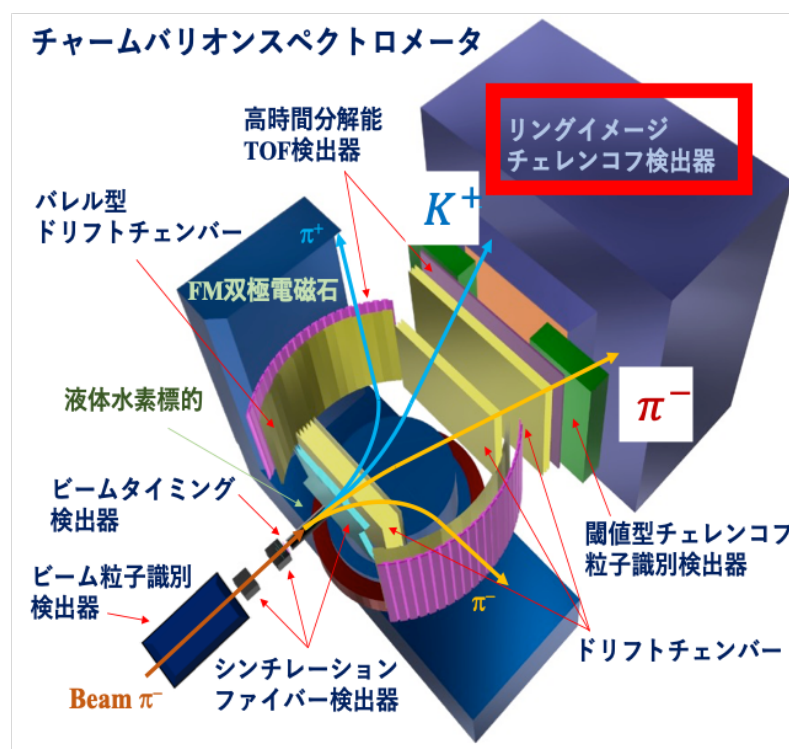 チャームバリオンスペクトロメータ
高時間分解能
TOF検出器
リングイメージ
チェレンコフ検出器
バレル型
ドリフトチェンバー
K⁺
π⁺
FM双極電磁石
液体水素標的
π⁻
ビームタイミング
検出器
閾値型チェレンコフ
粒子識別検出器
ビーム粒子識別
検出器
π⁻
ドリフトチェンバー
シンチレーション
ファイバー検出器
Beam π⁻